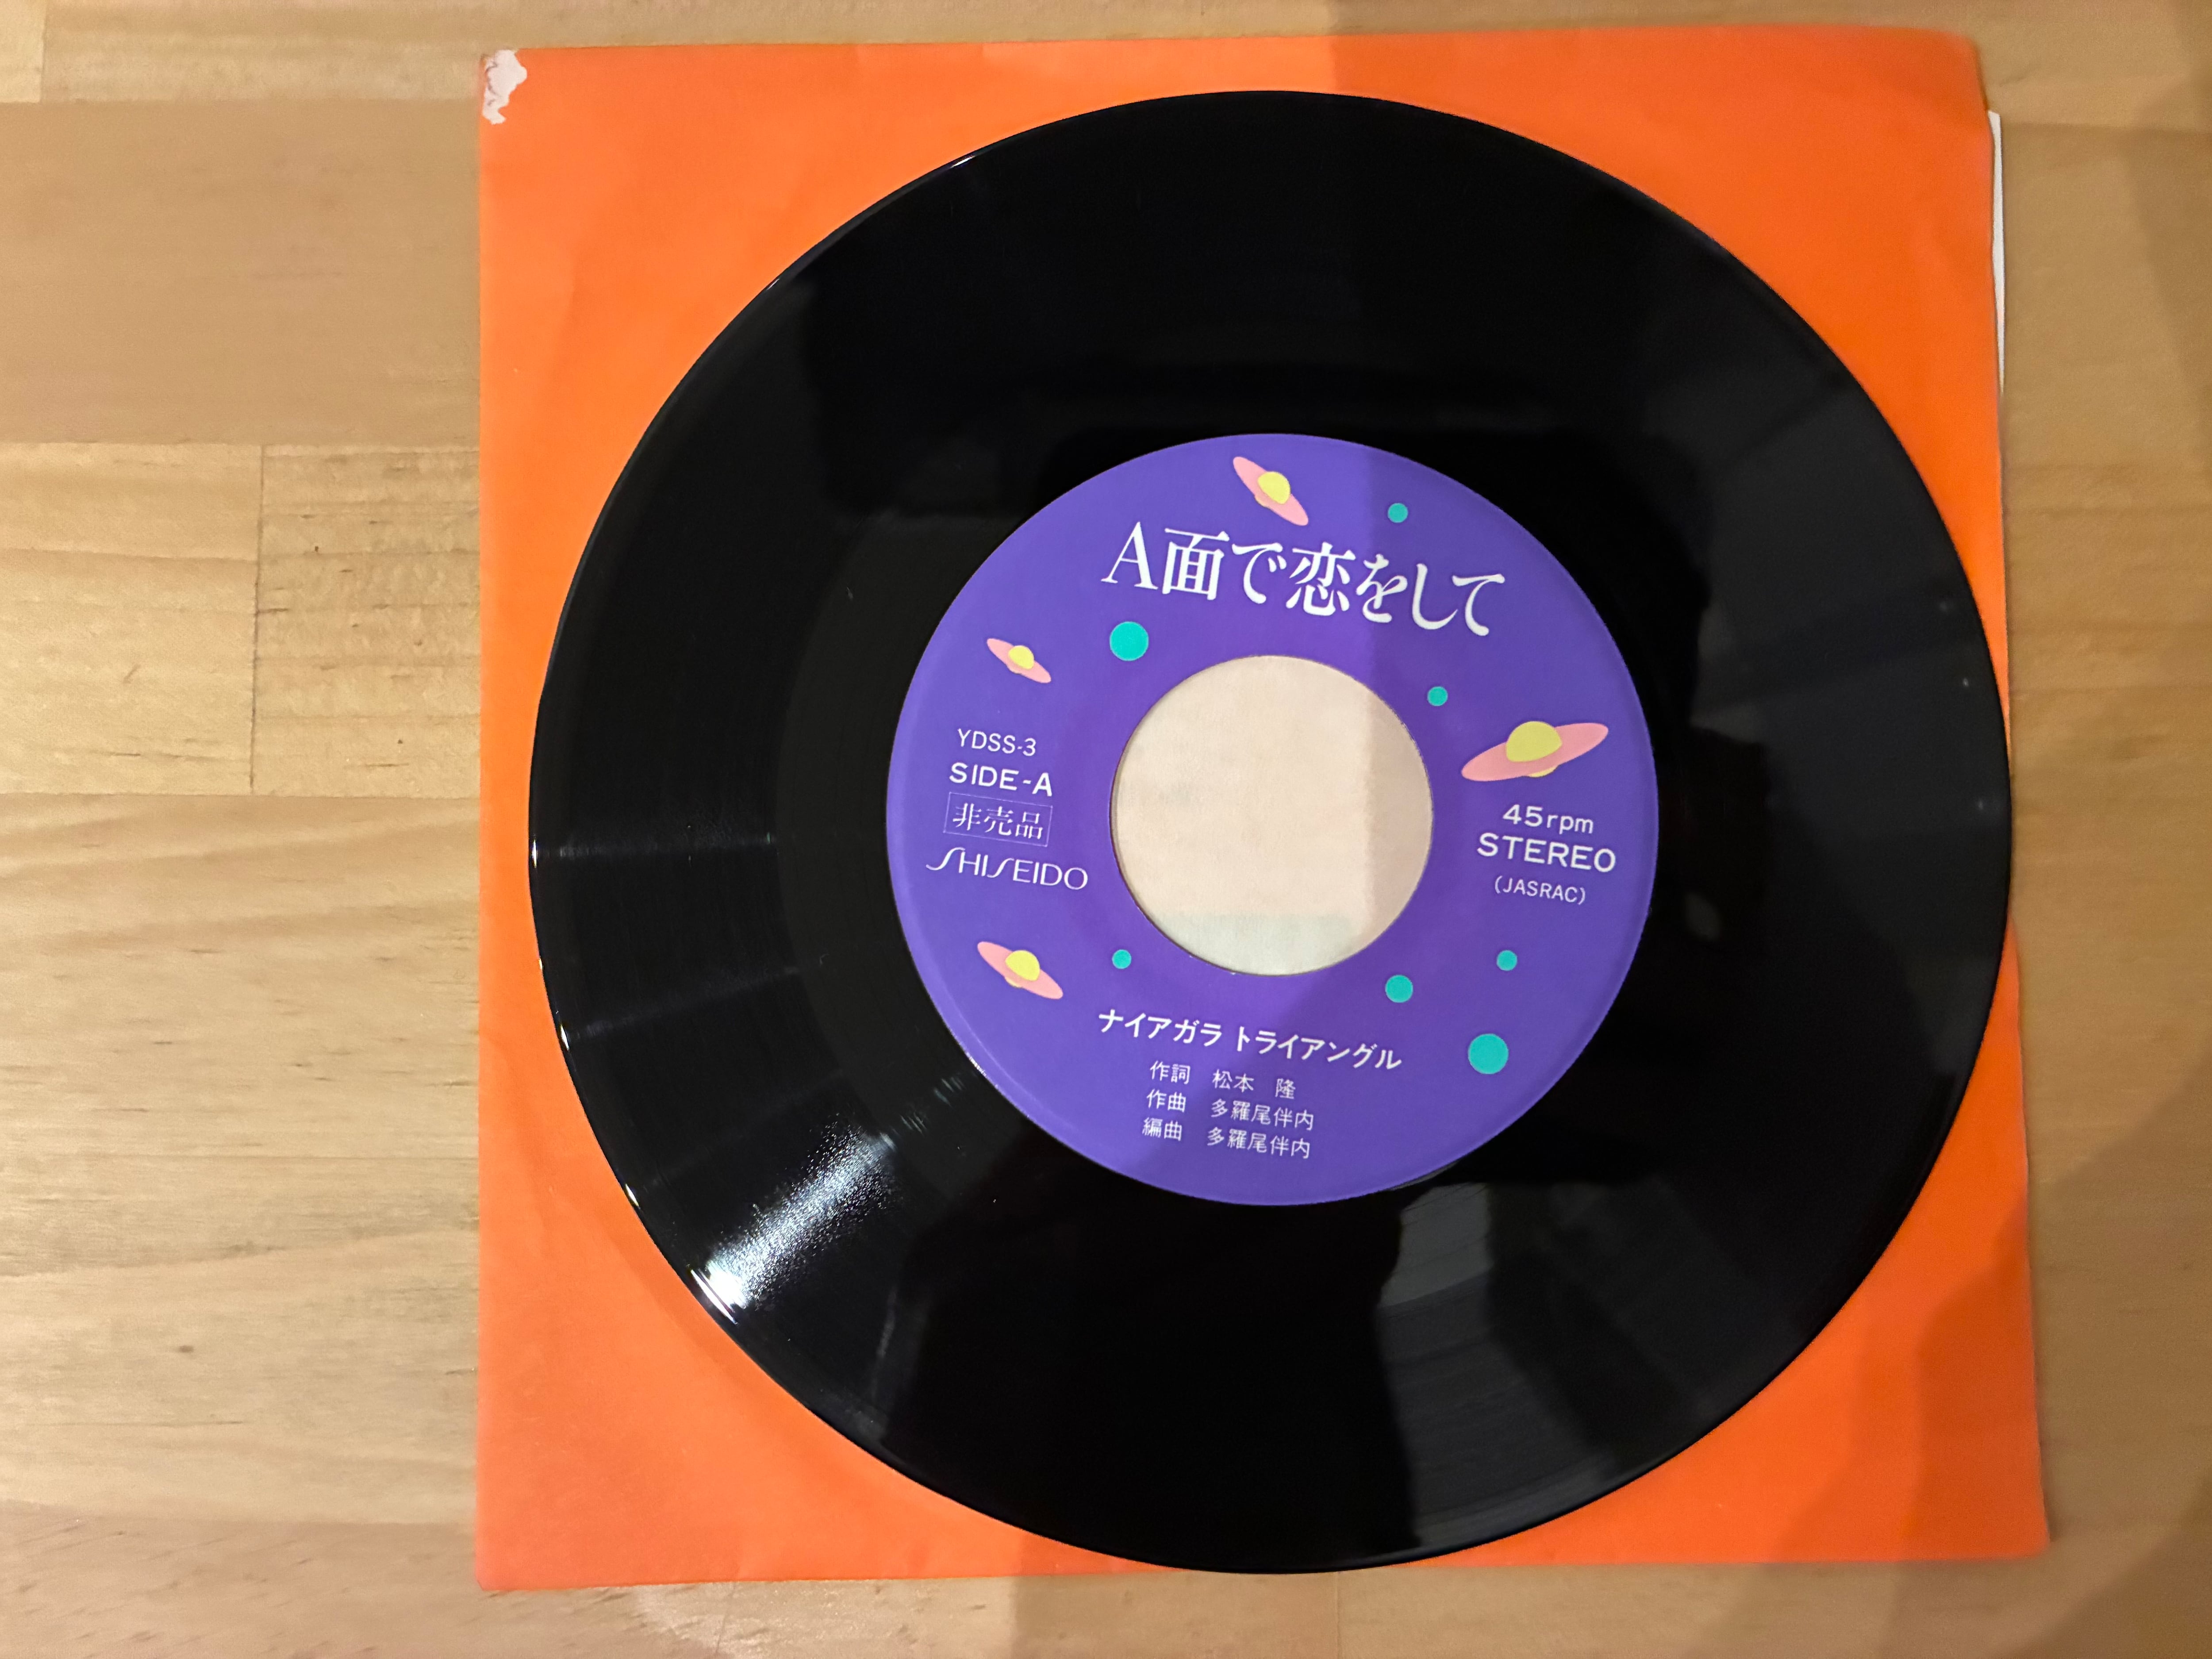 A面で恋をして
YDSS-3
SIDE-A
非売品
SHISEIDO
45rpm
STEREO
(JASRAC)
ナイアガラ トライアングル
作詞 松本 隆
作曲 多羅尾伴内
編曲 多羅尾伴内